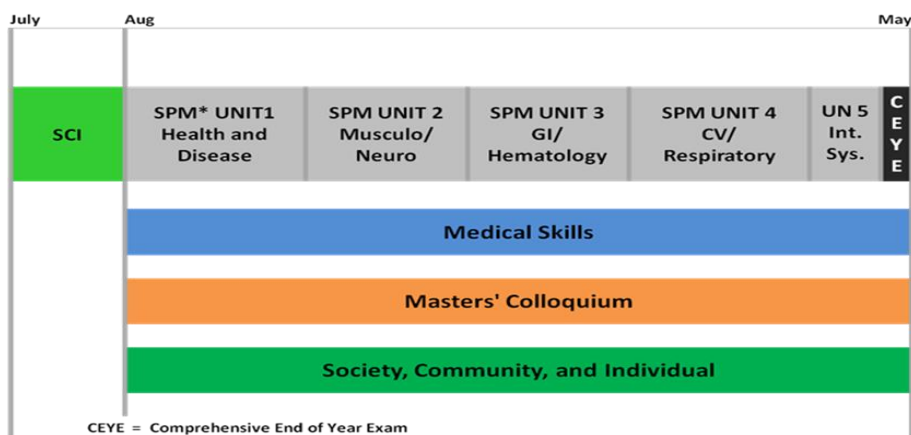 July Aug May
SCI
SPM* UNIT1
Health and
Disease
SPM UNIT 2
Musculo/
Neuro
SPM UNIT 3
GI/
Hematology
SPM UNIT 4
CV/
Respiratory
UN 5
Int.
Sys.
C
E
Y
E
Medical Skills
Masters' Colloquium
Society, Community, and Individual
CEYE = Comprehensive End of Year Exam